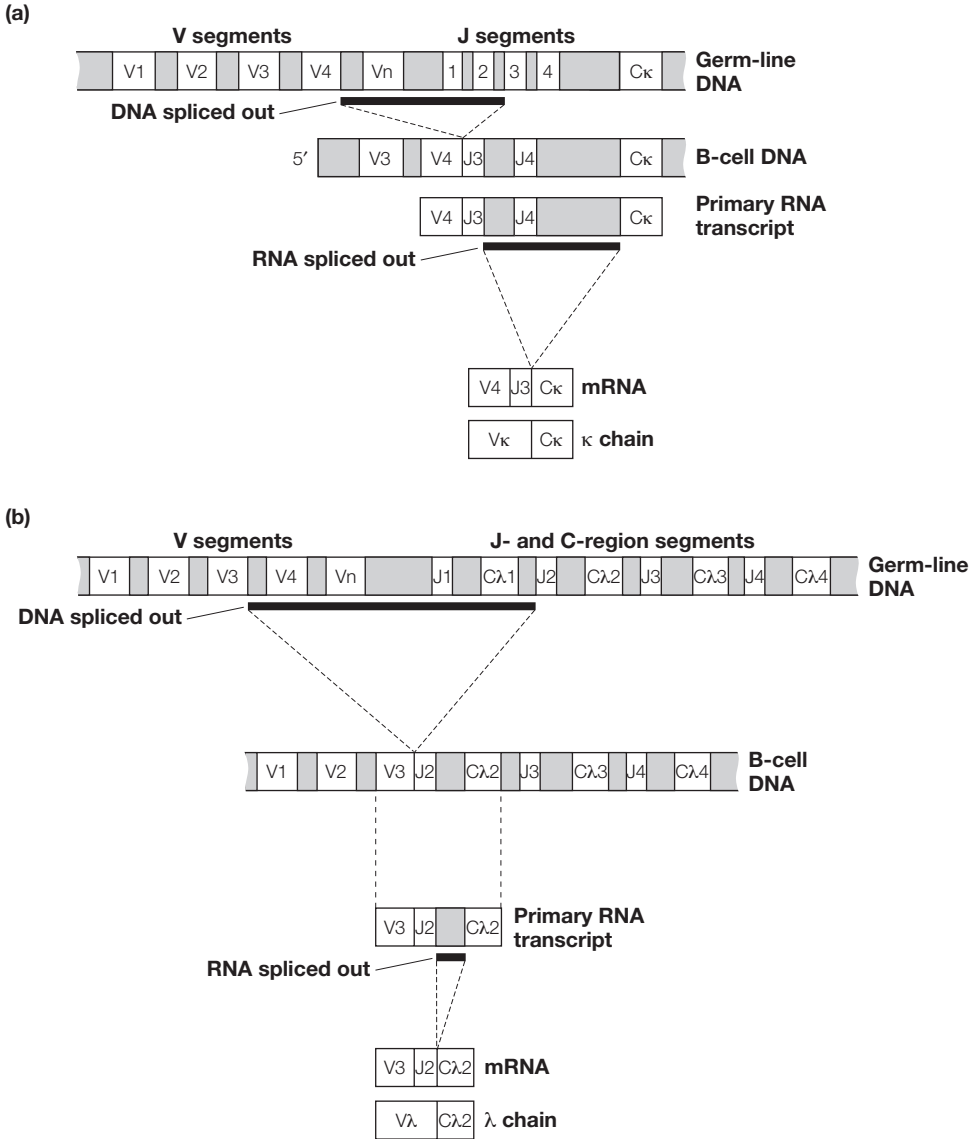 (a)
V segments J segments
V1 V2 V3 V4 Vn 1 2 3 4 Cκ Germ-line DNA
DNA spliced out
5′ V3 V4 J3 J4 Cκ B-cell DNA
V4 J3 J4 Cκ Primary RNA transcript
RNA spliced out
V4 J3 Cκ mRNA
Vκ Cκ κ chain
(b)
V segments J- and C-region segments
V1 V2 V3 V4 Vn J1 Cλ1 J2 Cλ2 J3 Cλ3 J4 Cλ4 Germ-line DNA
DNA spliced out
V1 V2 V3 J2 Cλ2 J3 Cλ3 J4 Cλ4 B-cell DNA
V3 J2 Cλ2 Primary RNA transcript
RNA spliced out
V3 J2 Cλ2 mRNA
Vλ Cλ2 λ chain